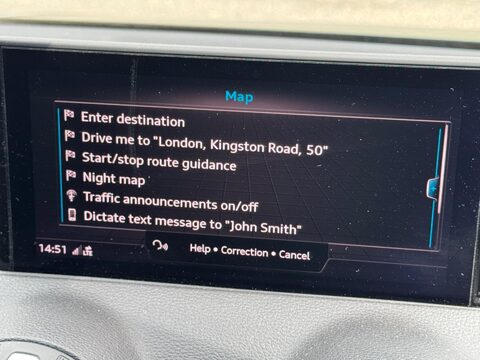 Map
Enter destination
Drive me to "London, Kingston Road, 50"
Start/stop route guidance
Night map
Traffic announcements on/off
Dictate text message to "John Smith"
14:51 LTE Help • Correction • Cancel